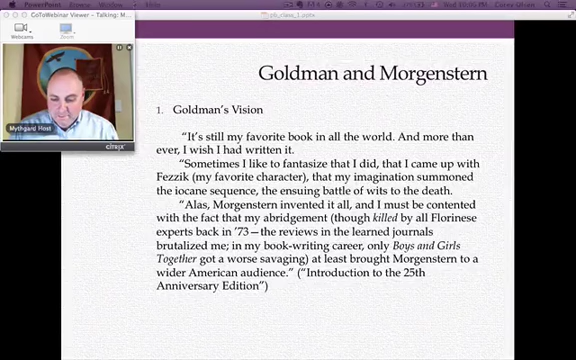 PowerPoint
pb_class_1.pptx
GoToWebinar Viewer - Talking: M...
Webcams
Zoom
Mythgard Host
citrix
Goldman and Morgenstern
1. Goldman's Vision
"It's still my favorite book in all the world. And more than
ever, I wish I had written it.
"Sometimes I like to fantasize that I did, that I came up with
Fezzik (my favorite character), that my imagination summoned
the iocane sequence, the ensuing battle of wits to the death.
"Alas, Morgenstern invented it all, and I must be contented
with the fact that my abridgement (though killed by all Florinese
experts back in '73—the reviews in the learned journals
brutalized me; in my book-writing career, only Boys and Girls
Together got a worse savaging) at least brought Morgenstern to a
wider American audience." ("Introduction to the 25th
Anniversary Edition")